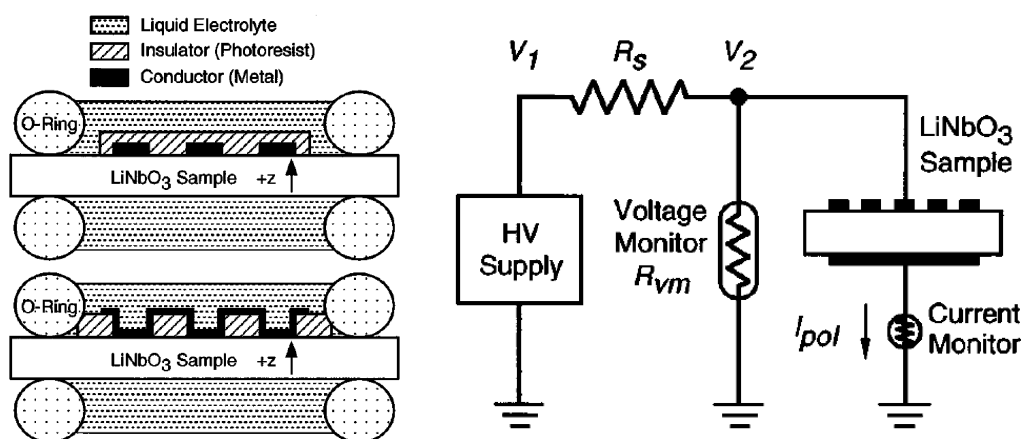 Liquid Electrolyte
Insulator (Photoresist)
Conductor (Metal)
O-Ring
LiNbO3 Sample +z
O-Ring
LiNbO3 Sample +z
V1
Rs
V2
HV
Supply
Voltage
Monitor
Rvm
LiNbO3
Sample
Ipol
Current
Monitor